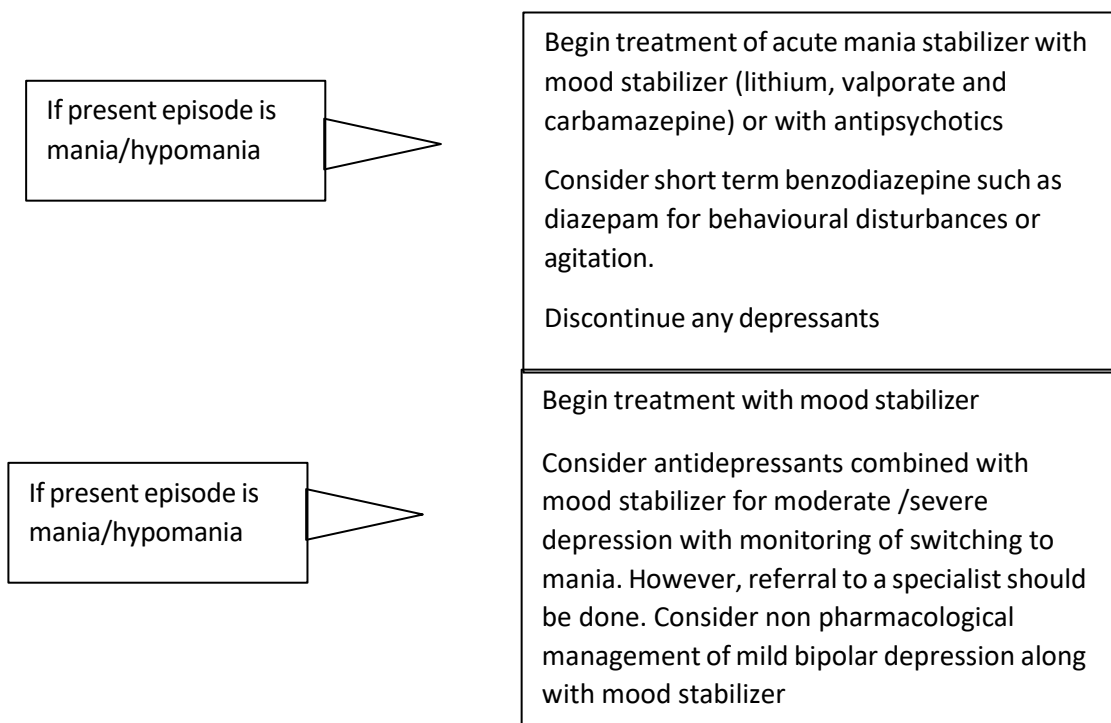 If present episode is
mania/hypomania
Begin treatment of acute mania stabilizer with
mood stabilizer (lithium, valporate and
carbamazepine) or with antipsychotics
Consider short term benzodiazepine such as
diazepam for behavioural disturbances or
agitation.
Discontinue any depressants
If present episode is
mania/hypomania
Begin treatment with mood stabilizer
Consider antidepressants combined with
mood stabilizer for moderate /severe
depression with monitoring of switching to
mania. However, referral to a specialist should
be done. Consider non pharmacological
management of mild bipolar depression along
with mood stabilizer